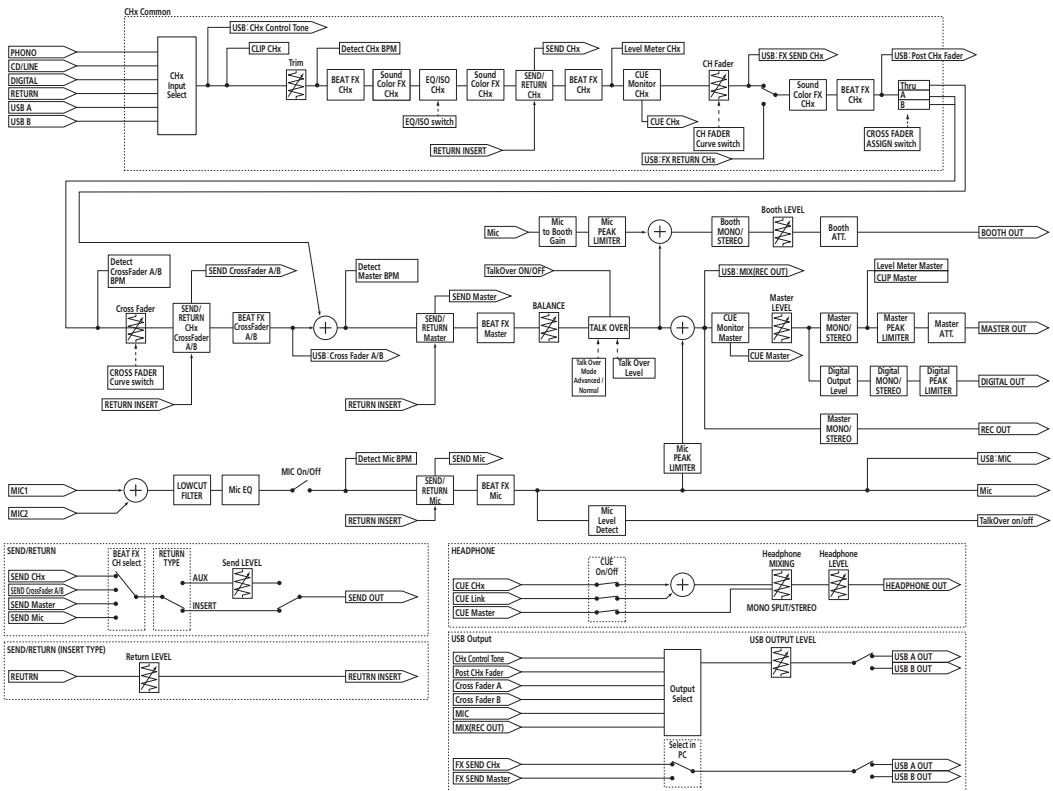 CHx Common
USB: CHx Control Tone
CLIP CHx
Detect CHx BPM
SEND CHx
Level Meter CHx
USB: FX SEND CHx
USB: Post CHx Fader
PHONO
CD/LINE
DIGITAL
RETURN
USB A
USB B
CHx
Input
Select
Trim
BEAT FX
CHx
Sound
Color FX
CHx
EQ/ISO
CHx
Sound
Color FX
CHx
SEND/
RETURN
CHx
BEAT FX
CHx
CUE
Monitor
CHx
CH Fader
Sound
Color FX
CHx
BEAT FX
CHx
Thru
A
B
EQ/ISO switch
RETURN INSERT
CUE CHx
CH FADER
Curve switch
USB: FX RETURN CHx
CROSS FADER
ASSIGN switch
Mic
Mic
to Booth
Gain
Mic
PEAK
LIMITER
Booth
MONO/
STEREO
Booth LEVEL
Booth
ATT.
BOOTH OUT
Detect
CrossFader A/B
BPM
SEND CrossFader A/B
Detect
Master BPM
TalkOver ON/OFF
USB: MIX(REC OUT)
Level Meter Master
CLIP Master
SEND Master
Cross Fader
SEND/
RETURN
CHx
CrossFader
A/B
BEAT FX
CrossFader
A/B
SEND/
RETURN
Master
BEAT FX
Master
BALANCE
TALK OVER
CUE
Monitor
Master
Master
LEVEL
Master
MONO/
STEREO
Master
PEAK
LIMITER
Master
ATT.
MASTER OUT
USB: Cross Fader A/B
CUE Master
CROSS FADER
Curve switch
Talk Over
Mode
Advanced /
Normal
Talk Over
Level
Digital
Output
Level
Digital
MONO/
STEREO
Digital
PEAK
LIMITER
DIGITAL OUT
RETURN INSERT
RETURN INSERT
Master
MONO/
STEREO
REC OUT
Mic
PEAK
LIMITER
USB: MIC
Detect Mic BPM
SEND Mic
MIC1
MIC2
LOWCUT
FILTER
Mic EQ
MIC On/Off
SEND/
RETURN
Mic
BEAT FX
Mic
Mic
RETURN INSERT
Mic
Level
Detect
TalkOver on/off
SEND/RETURN
BEAT FX
CH select
RETURN
TYPE
Send LEVEL
SEND CHx
SEND CrossFader A/B
SEND Master
SEND Mic
AUX
INSERT
SEND OUT
SEND/RETURN (INSERT TYPE)
Return LEVEL
REUTRN
REUTRN INSERT
HEADPHONE
CUE
On/Off
Headphone
MIXING
Headphone
LEVEL
CUE CHx
CUE Link
CUE Master
MONO SPLIT/STEREO
HEADPHONE OUT
USB Output
USB OUTPUT LEVEL
CHx Control Tone
Post CHx Fader
Cross Fader A
Cross Fader B
MIC
MIX(REC OUT)
Output
Select
USB A OUT
USB B OUT
Select in
PC
FX SEND CHx
FX SEND Master
USB A OUT
USB B OUT